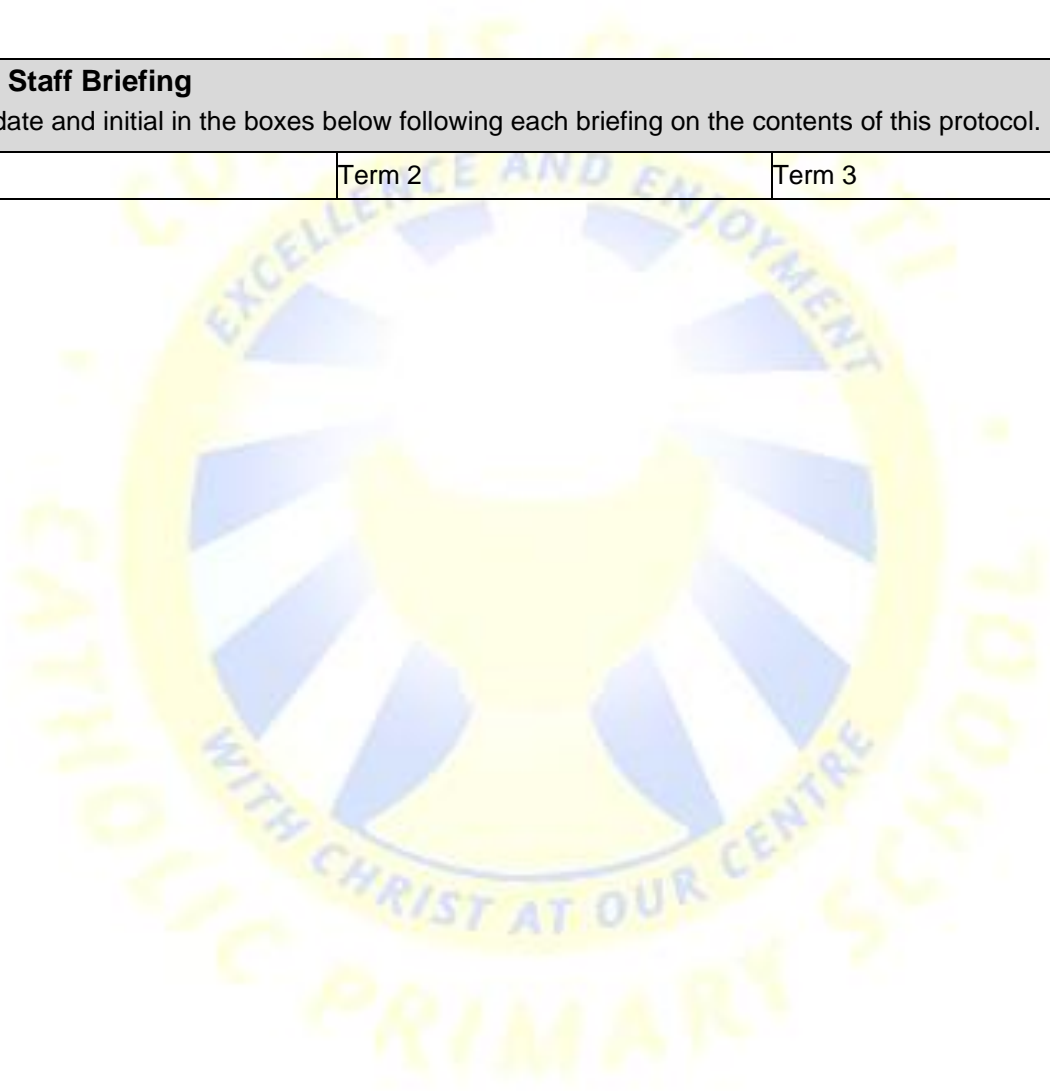 Staff Briefing
date and initial in the boxes below following each briefing on the contents of this protocol.
Term 2 Term 3
EXCELLENCE AND ENJOYMENT
WITH CHRIST AT OUR CENTRE
CATHOLIC PRIMARY SCHOOL